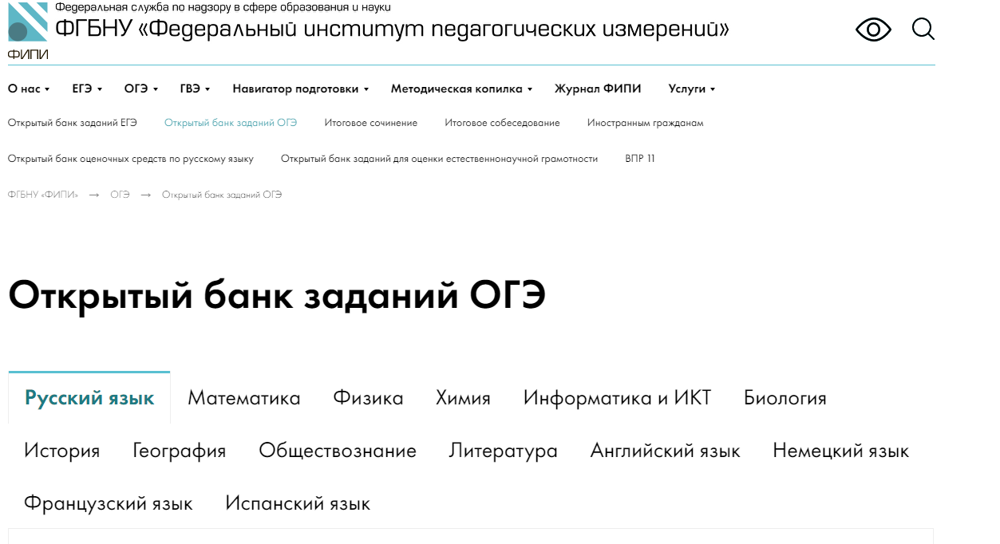 Федеральная служба по надзору в сфере образования и науки
ФГБНУ «Федеральный институт педагогических измерений»
ФИПИ
О нас ЕГЭ ОГЭ ГВЭ Навигатор подготовки Методическая копилка Журнал ФИПИ Услуги
Открытый банк заданий ЕГЭ Открытый банк заданий ОГЭ Итоговое сочинение Итоговое собеседование Иностранным гражданам
Открытый банк оценочных средств по русскому языку Открытый банк заданий для оценки естественнонаучной грамотности ВПР 11
ФГБНУ «ФИПИ» → ОГЭ → Открытый банк заданий ОГЭ
Открытый банк заданий ОГЭ
Русский язык Математика Физика Химия Информатика и ИКТ Биология
История География Обществознание Литература Английский язык Немецкий язык
Французский язык Испанский язык